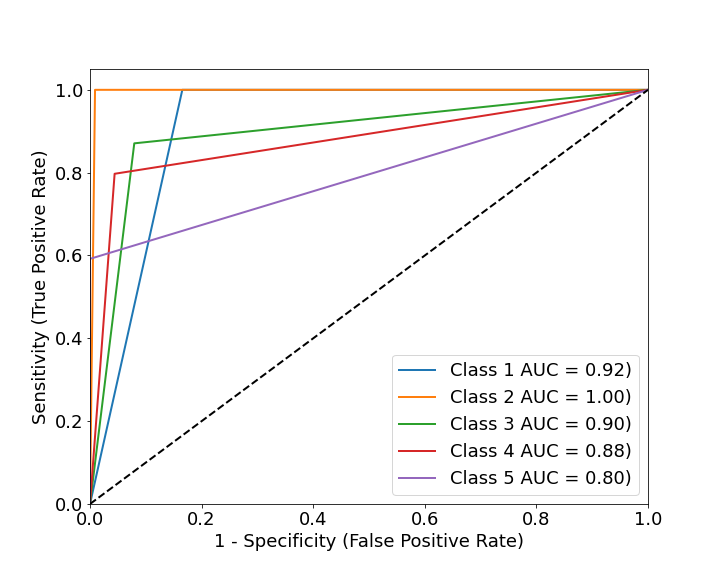 1.0
0.8
0.6
0.4
0.2
0.0
Sensitivity (True Positive Rate)
Class 1 AUC = 0.92)
Class 2 AUC = 1.00)
Class 3 AUC = 0.90)
Class 4 AUC = 0.88)
Class 5 AUC = 0.80)
0.0 0.2 0.4 0.6 0.8 1.0
1 - Specificity (False Positive Rate)